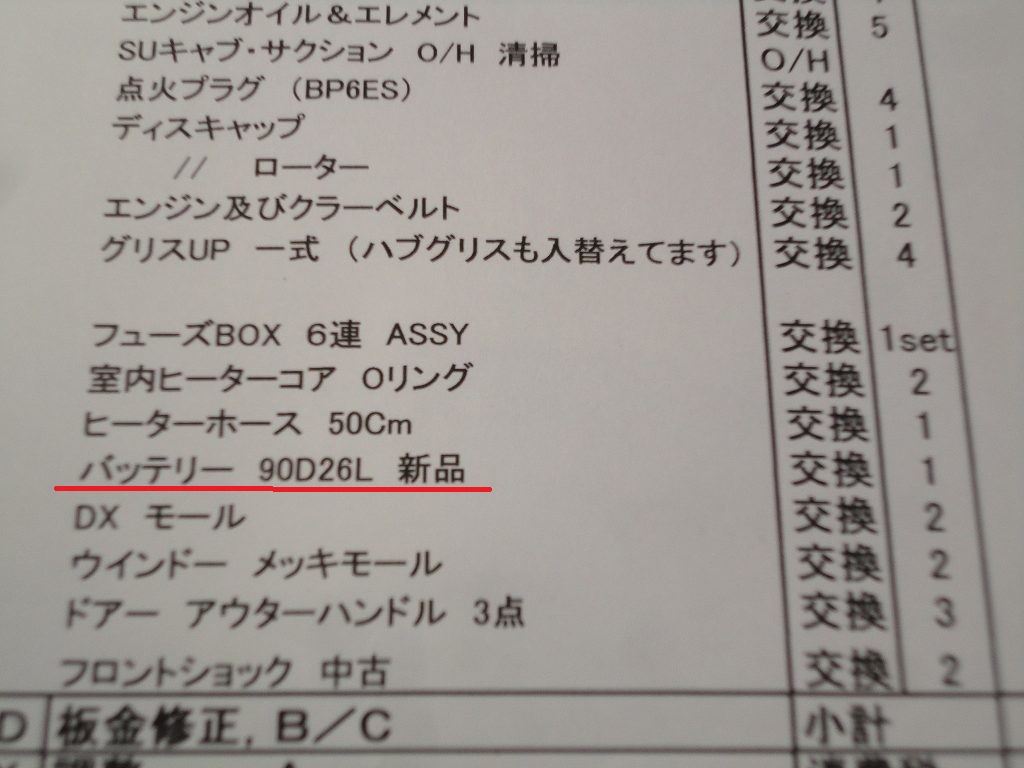 エンジンオイル＆エレメント 交換 5
SUキャブ・サクション O/H 清掃 O/H
点火プラグ （BP6ES） 交換 4
ディスキャップ 交換 1
// ローター 交換 1
エンジン及びクラーベルト 交換 2
グリスUP 一式 （ハブグリスも入替えてます） 交換 4
フューズBOX ６連 ASSY 交換 1set
室内ヒーターコア Oリング 交換 2
ヒーターホース 50Cm 交換 1
バッテリー 90D26L 新品 交換 1
DX モール 交換 2
ウインドー メッキモール 交換 2
ドアー アウターハンドル 3点 交換 3
フロントショック 中古 交換 2
D 板金修正, B／C 小計